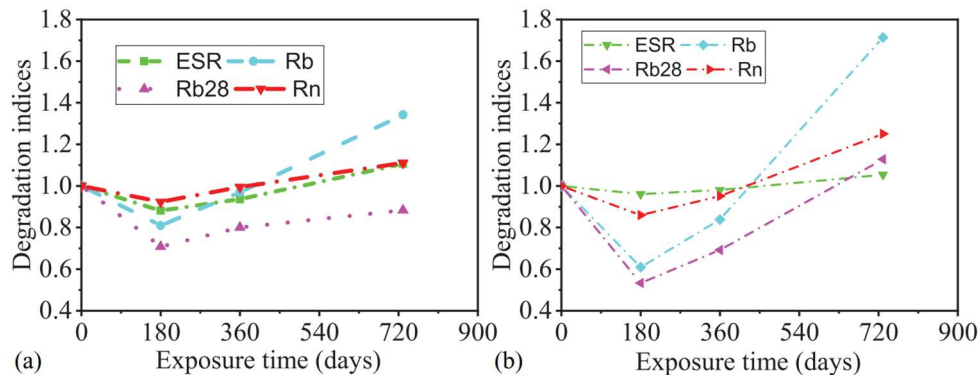 1.8
1.6
1.4
1.2
1.0
0.8
0.6
0.4
Degradation indices
ESR Rb
Rb28 Rn
0 180 360 540 720 900
Exposure time (days)
(a)
1.8
1.6
1.4
1.2
1.0
0.8
0.6
0.4
Degradation indices
ESR Rb
Rb28 Rn
0 180 360 540 720 900
Exposure time (days)
(b)